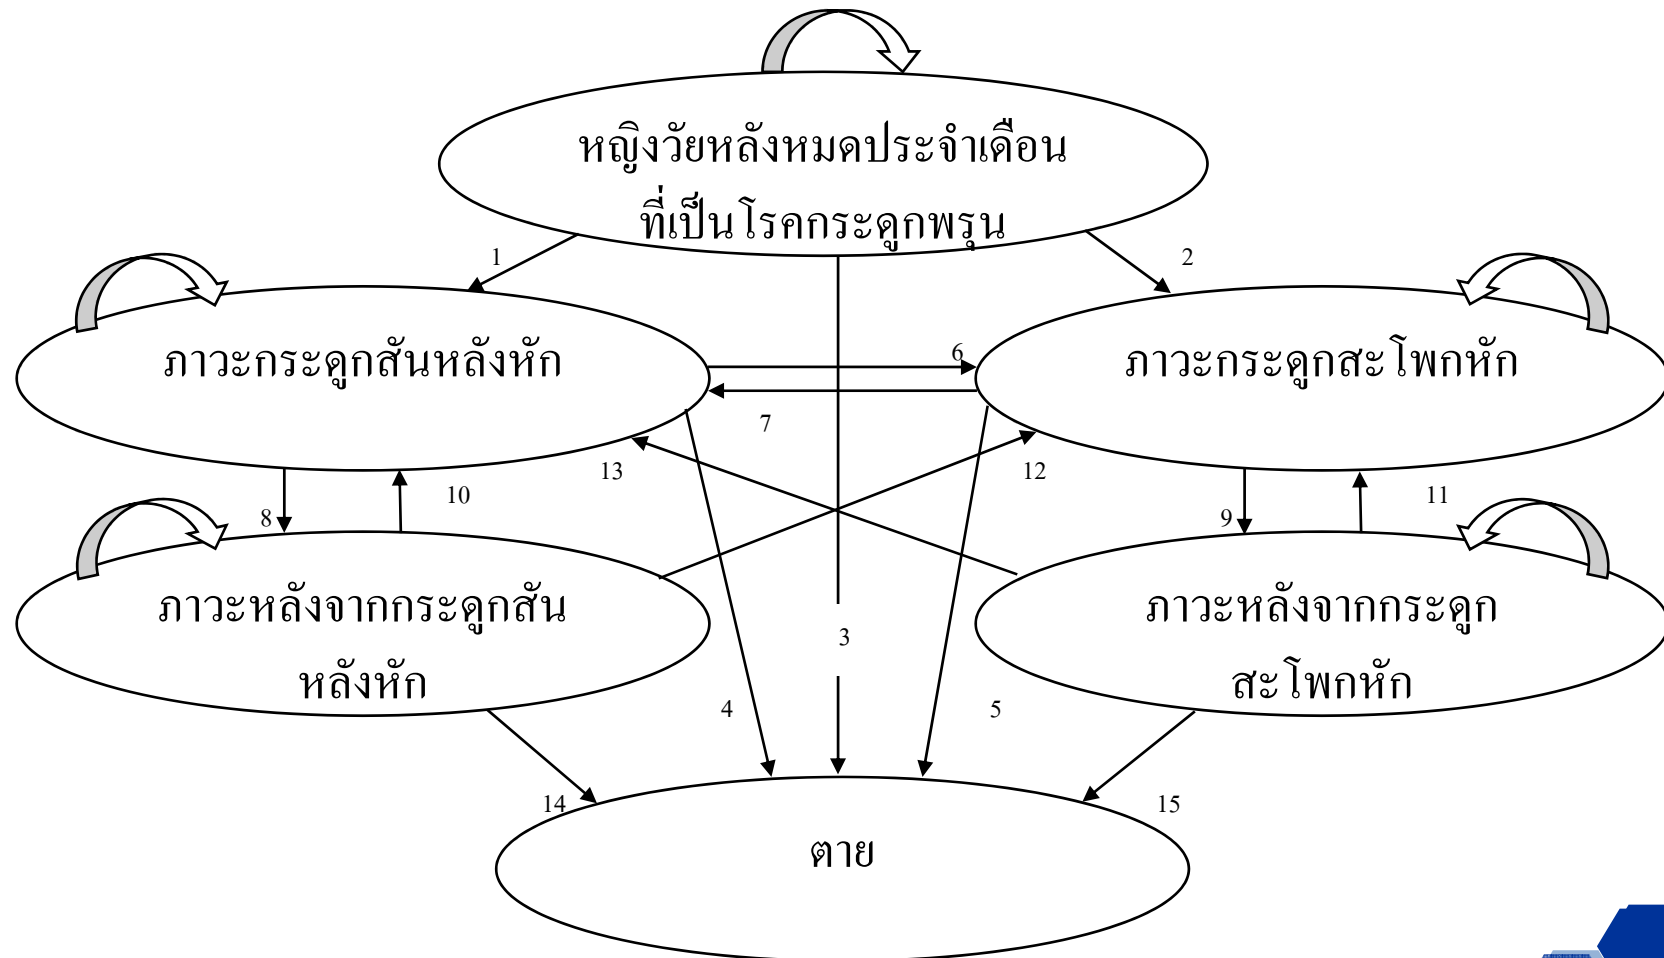 หญิงวัยหลังหมดประจำเดือน
ที่เป็นโรคกระดูกพรุน
1
2
ภาวะกระดูกสันหลังหัก
6
ภาวะกระดูกสะโพกหัก
7
13
12
10
11
8
9
ภาวะหลังจากกระดูกสัน
หลังหัก
ภาวะหลังจากกระดูก
สะโพกหัก
3
4
5
14
15
ตาย